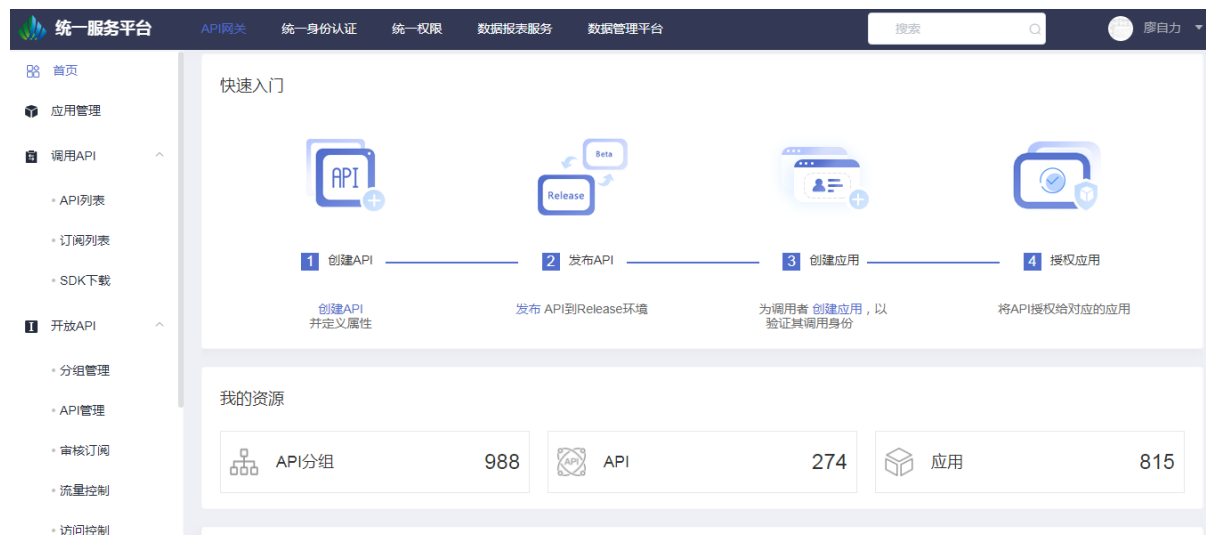 统一服务平台 API网关 统一身份认证 统一权限 数据报表服务 数据管理平台 搜索 廖自力
首页
应用管理
调用API
API列表
订阅列表
SDK下载
开放API
分组管理
API管理
审核订阅
流量控制
访问控制
快速入门
API
Beta
Release
1 创建API
2 发布API
3 创建应用
4 授权应用
创建API
并定义属性
发布 API到Release环境
为调用者 创建应用，以
验证其调用身份
将API授权给对应的应用
我的资源
API分组 988
API API 274
应用 815